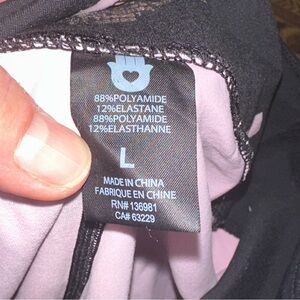 88%POLYAMIDE
12%ELASTANE
88%POLYAMIDE
12%ELASTHANNE
L
MADE IN CHINA
FABRIQUE EN CHINE
RN# 136981
CA# 63229